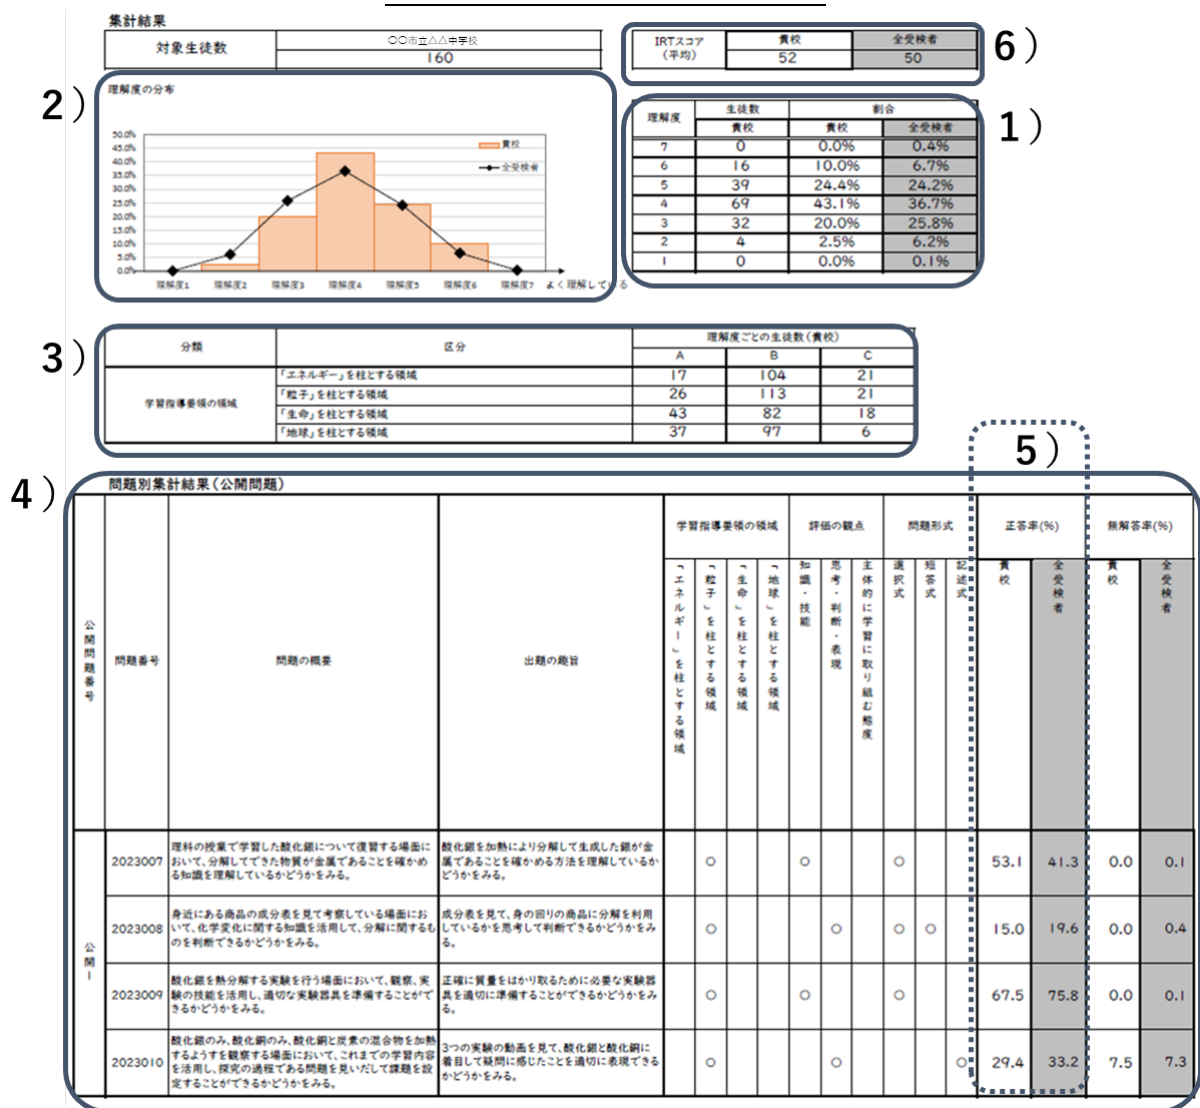 集計結果
対象生徒数
〇〇市立△△中学校
160
IRTスコア
(平均)
貴校
全受検者
52
50
6)
2)
理解度の分布
50.0%
45.0%
40.0%
35.0%
30.0%
25.0%
20.0%
15.0%
10.0%
5.0%
0.0%
貴校
全受検者
理解度1
理解度2
理解度3
理解度4
理解度5
理解度6
理解度7
よく理解している
1)
理解度
生徒数
割合
貴校
貴校
全受検者
7 0 0.0% 0.4%
6 16 10.0% 6.7%
5 39 24.4% 24.2%
4 69 43.1% 36.7%
3 32 20.0% 25.8%
2 4 2.5% 6.2%
1 0 0.0% 0.1%
3)
分類
区分
理解度ごとの生徒数(貴校)
A B C
学習指導要領の領域
「エネルギー」を柱とする領域 17 104 21
「粒子」を柱とする領域 26 113 21
「生命」を柱とする領域 43 82 18
「地球」を柱とする領域 37 97 6
4)
5)
問題別集計結果(公開問題)
公開問題番号
問題番号
問題の概要
出題の趣旨
学習指導要領の領域
評価の観点
問題形式
正答率(%)
無解答率(%)
「エネルギー」を柱とする領域
「粒子」を柱とする領域
「生命」を柱とする領域
「地球」を柱とする領域
知識・技能
思考・判断・表現
主体的に学習に取り組む態度
選択式
短答式
記述式
貴校
全受検者
貴校
全受検者
公開1
2023007
理科の授業で学習した酸化銀について復習する場面に
おいて、分解してできた物質が金属であることを確かめ
る知識を理解しているかどうかをみる。
酸化銀を加熱により分解して生成した銀が金
属であることを確かめる方法を理解しているか
どうかをみる。
○ ○ ○ 53.1 41.3 0.0 0.1
2023008
身近にある商品の成分表を見て考察している場面にお
いて、化学変化に関する知識を活用して、分解に関するも
のを判断できるかどうかをみる。
成分表を見て、身の回りの商品に分解を利用
しているかを思考して判断できるかどうかをみ
る。
○ ○ ○ ○ 15.0 19.6 0.0 0.4
2023009
酸化銀を熱分解する実験を行う場面において、観察、実
験の技能を活用し、適切な実験器具を準備することがで
きるかどうかをみる。
正確に質量をはかり取るために必要な実験器
具を適切に準備することができるかどうかをみ
る。
○ ○ ○ 67.5 75.8 0.0 0.1
2023010
酸化銀のみ、酸化銅のみ、酸化銅と炭素の混合物を加熱
するようすを観察する場面において、これまでの学習内容
を活用し、探究の過程である問題を見いだして課題を設
定することができるかどうかをみる。
3つの実験の動画を見て、酸化銀と酸化銅に
着目して疑問に感じたことを適切に表現できる
かどうかをみる。
○ ○ ○ 29.4 33.2 7.5 7.3